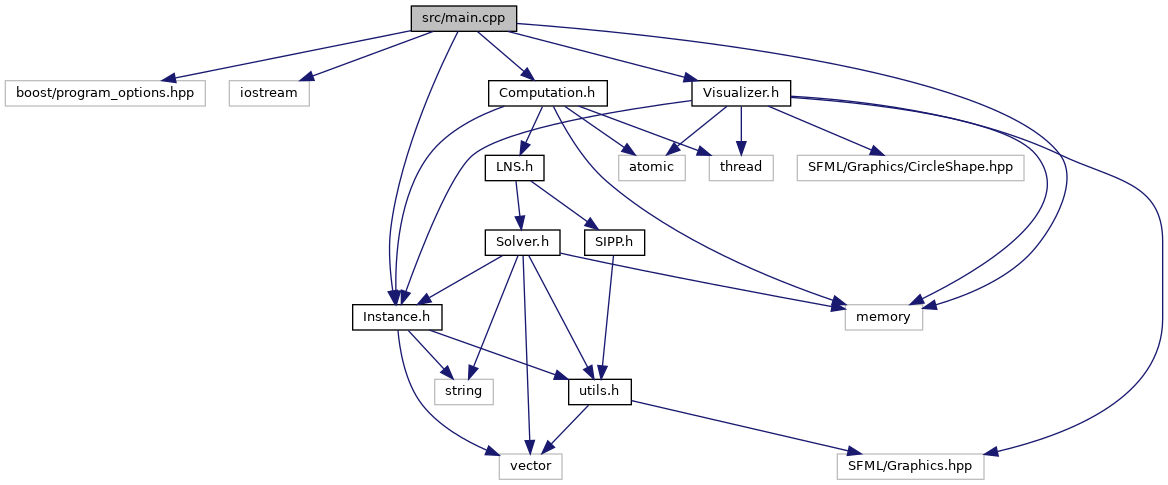 src/main.cpp
boost/program_options.hpp
iostream
Computation.h
Visualizer.h
LNS.h
atomic
thread
SFML/Graphics/CircleShape.hpp
Solver.h
SIPP.h
Instance.h
memory
string
utils.h
vector
SFML/Graphics.hpp